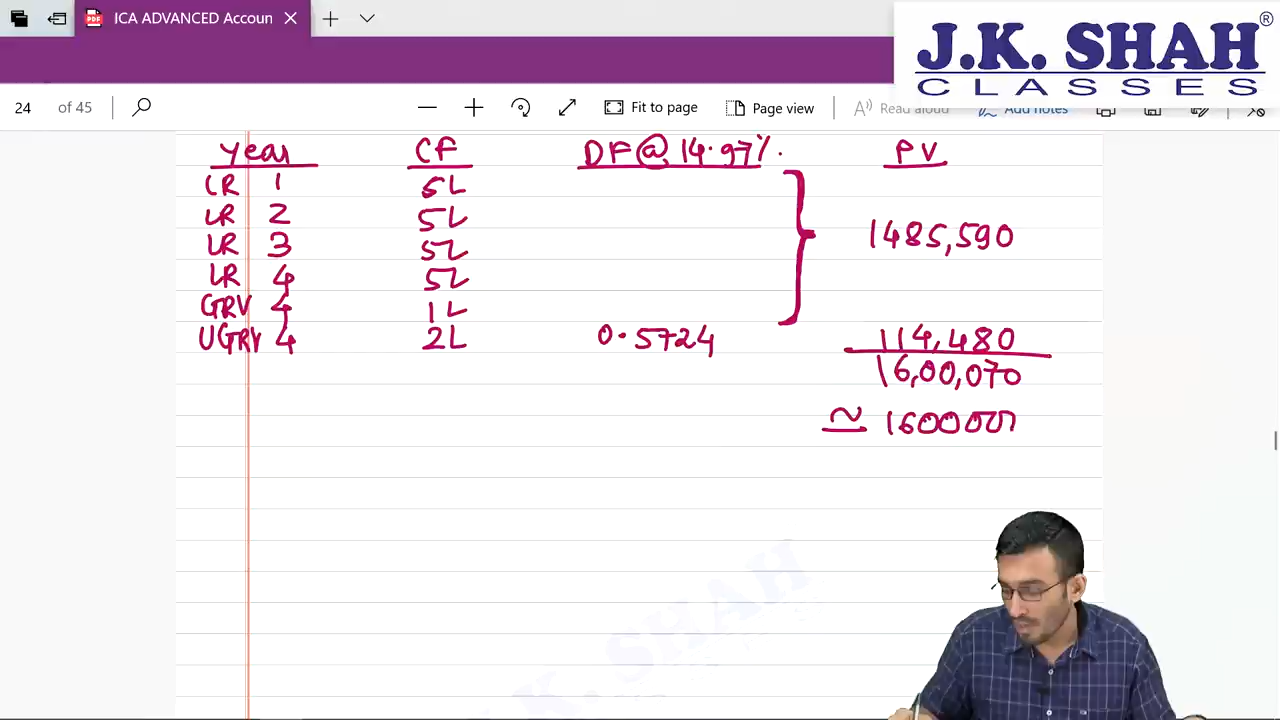 ICA ADVANCED Accoun
J.K. SHAH®
CLASSES
24 of 45
Fit to page
Page view
Read aloud
Add notes
Year CF DF @ 14.97% PV
LR 1 5L
LR 2 5L
LR 3 5L
LR 4 5L
GRV 4 1L
1485,590
UGRV 4 2L 0.5724 114,480
16,00,070
≃ 1600000
K. SHAH